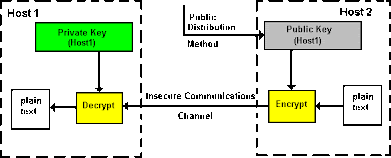 Host 1
Public
Distribution
Method
Host 2
Private Key
(Host1)
Public Key
(Host1)
plain
text
Decrypt
Insecure Communications
Channel
Encrypt
plain
text